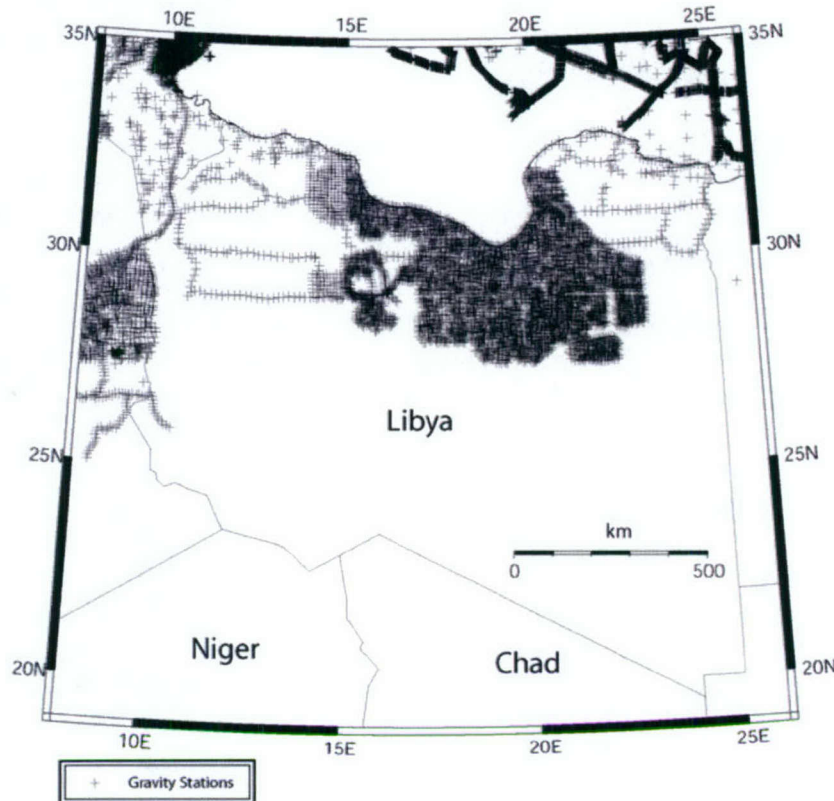 10E 15E 20E 25E
35N 35N
30N 30N
Libya
25N 25N
km
0 500
Niger
Chad
20N 20N
10E 15E 20E 25E
+ Gravity Stations